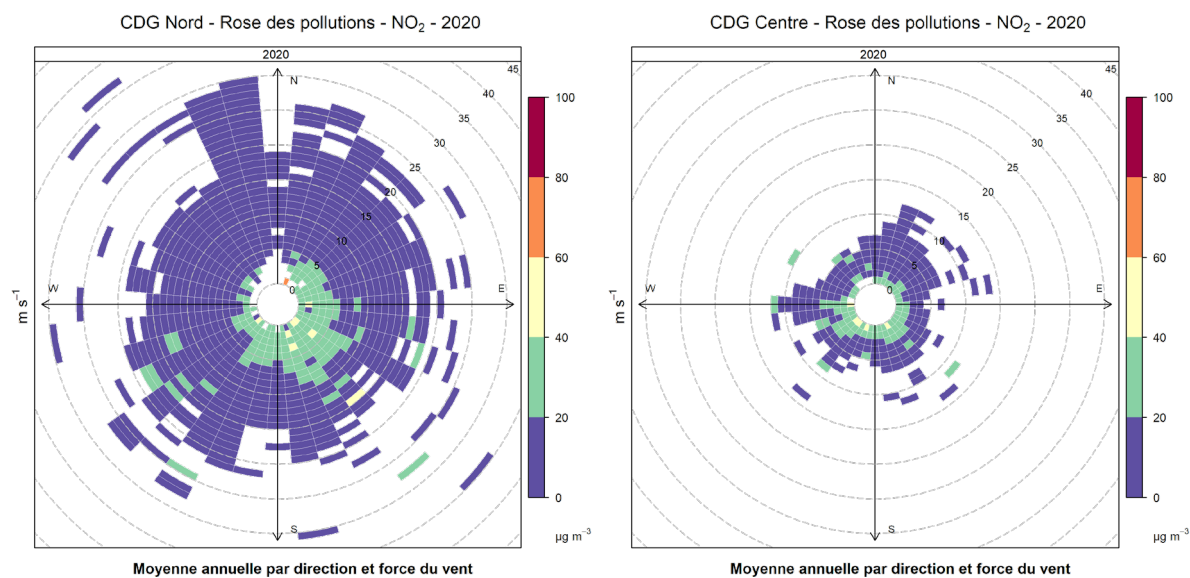 CDG Nord - Rose des pollutions - NO₂ - 2020
2020
45
40
35
30
25
20
15
10
5
0
N
W
E
S
m s⁻¹
100
80
60
40
20
0
µg m⁻³
Moyenne annuelle par direction et force du vent
CDG Centre - Rose des pollutions - NO₂ - 2020
2020
45
40
35
30
25
20
15
10
5
0
N
W
E
S
m s⁻¹
100
80
60
40
20
0
µg m⁻³
Moyenne annuelle par direction et force du vent